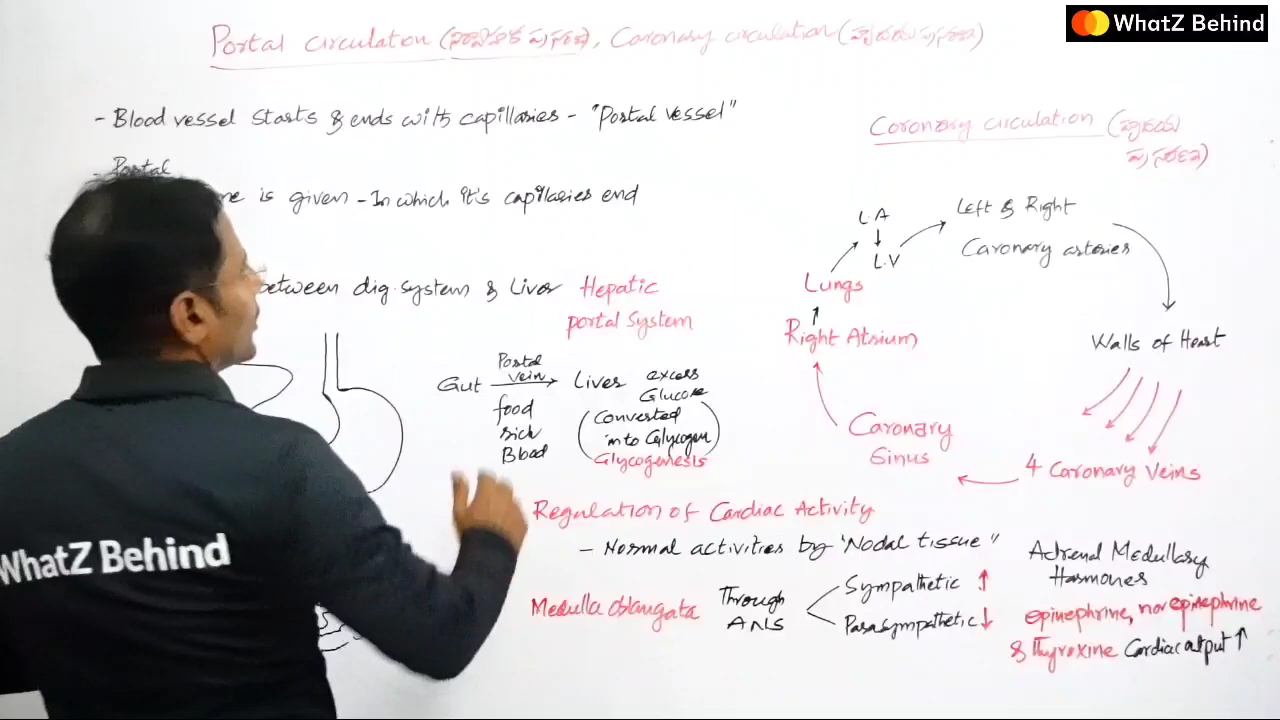 WhatZ Behind
Portal circulation ( ), Coronary circulation ( )
- Blood vessel starts & ends with capillaries - "Portal vessel"
- Portal
me is given - In which it's capillaries end
between dig.system & Liver Hepatic
portal System
Gut Portal vein Liver excess Glucose
food
rich
Blood
(Converted
into Glycogen)
Glycogenesis
Coronary circulation ( )
L.A
L.V
Left & Right
Coronary arteries
Lungs
Right Atrium
Walls of Heart
Coronary
Sinus
4 Coronary Veins
Regulation of Cardiac Activity
- Normal activities by "Nodal tissue"
Medulla Oblangata Through
ANS
Sympathetic ↑
Parasympathetic ↓
Adrenal Medullary
Hormones
epinephrine, norepinephrine
& Thyroxine Cardiac output ↑
WhatZ Behind